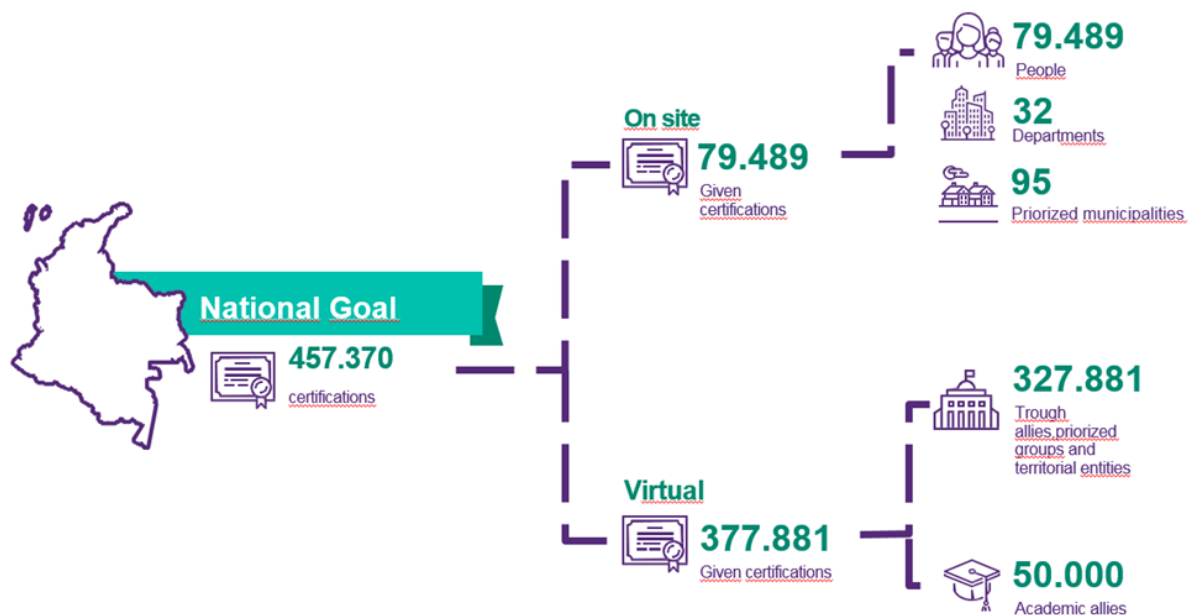 go
National Goal
457.370
certifications
On site
79.489
Given
certifications
79.489
People
32
Departments
95
Priorized municipalities
Virtual
377.881
Given certifications
327.881
Trough
allies,priorized
groups and
territorial entities
50.000
Academic allies